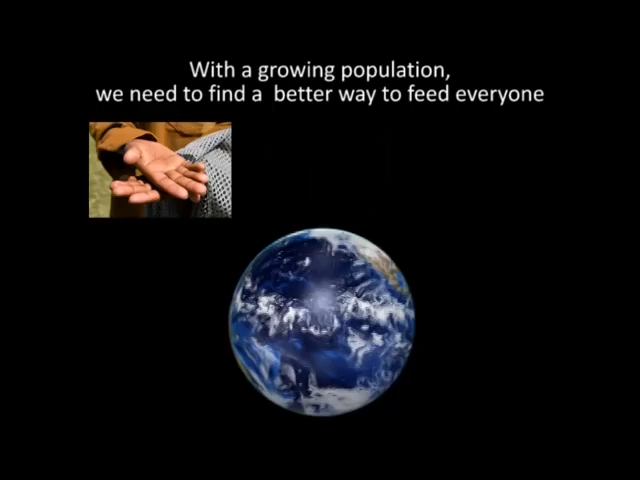 With a growing population,
we need to find a  better way to feed everyone